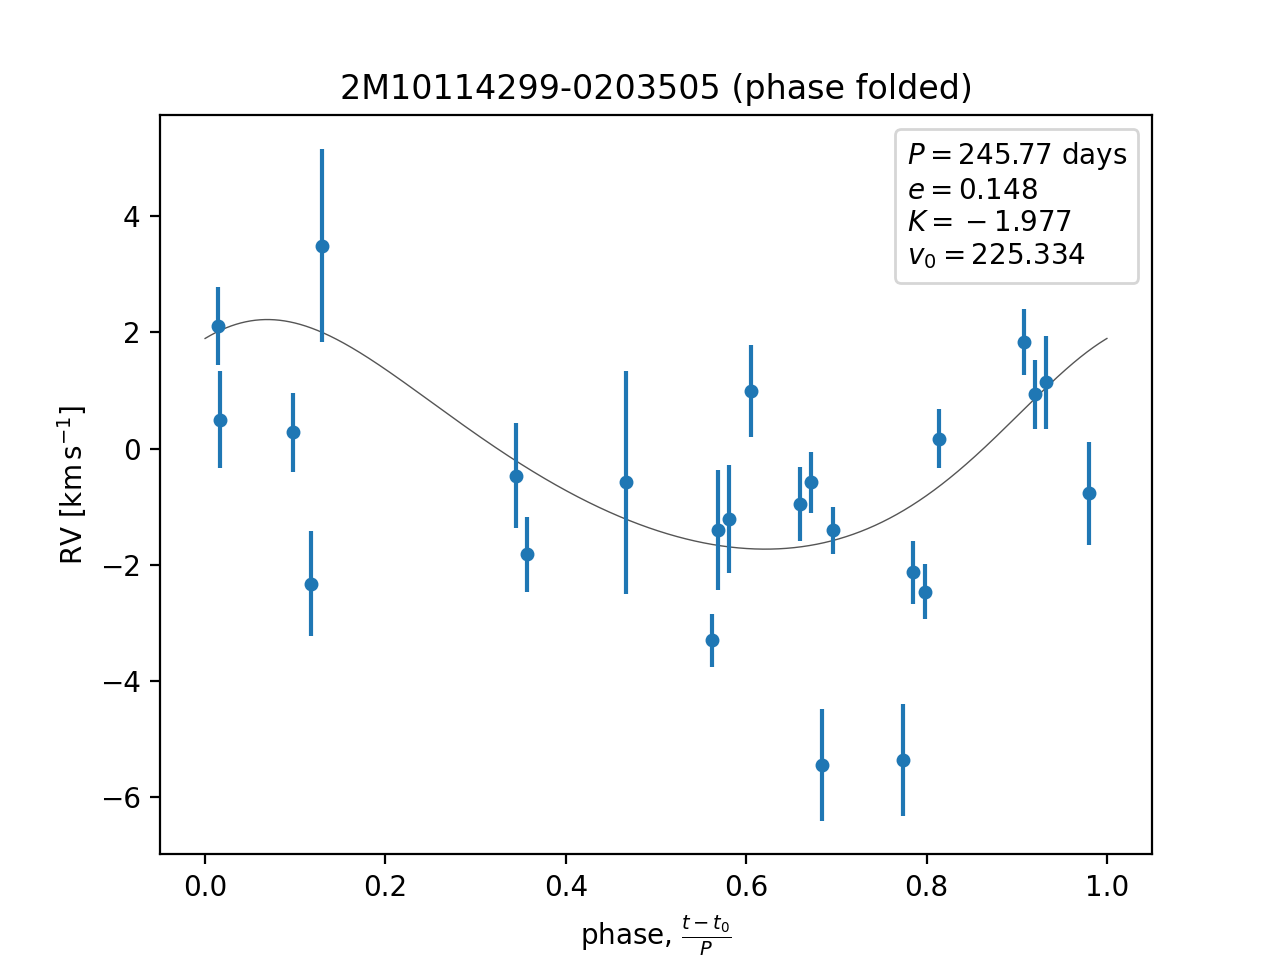 2M10114299-0203505 (phase folded)
P = 245.77 days
e = 0.148
K = −1.977
v₀ = 225.334
4
2
0
−2
−4
−6
RV [km s⁻¹]
0.0 0.2 0.4 0.6 0.8 1.0
phase, (t − t₀)/P